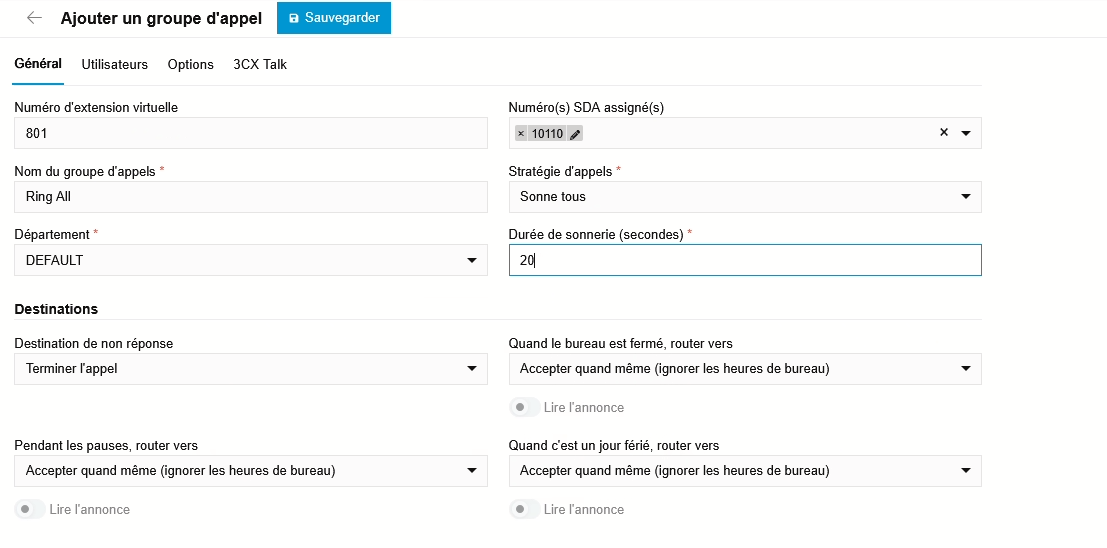 Ajouter un groupe d'appel Sauvegarder
Général Utilisateurs Options 3CX Talk
Numéro d'extension virtuelle
801
Numéro(s) SDA assigné(s)
× 10110 ×
Nom du groupe d'appels *
Ring All
Stratégie d'appels *
Sonne tous
Département *
DEFAULT
Durée de sonnerie (secondes) *
20
Destinations
Destination de non réponse
Terminer l'appel
Quand le bureau est fermé, router vers
Accepter quand même (ignorer les heures de bureau)
Lire l'annonce
Pendant les pauses, router vers
Accepter quand même (ignorer les heures de bureau)
Lire l'annonce
Quand c'est un jour férié, router vers
Accepter quand même (ignorer les heures de bureau)
Lire l'annonce